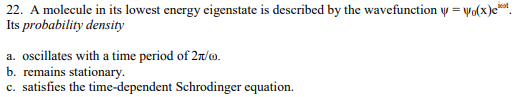 22. A molecule in its lowest energy eigenstate is described by the wavefunction ψ = ψ₀(x)eⁱωᵗ.
Its probability density
a. oscillates with a time period of 2π/ω.
b. remains stationary.
c. satisfies the time-dependent Schrodinger equation.